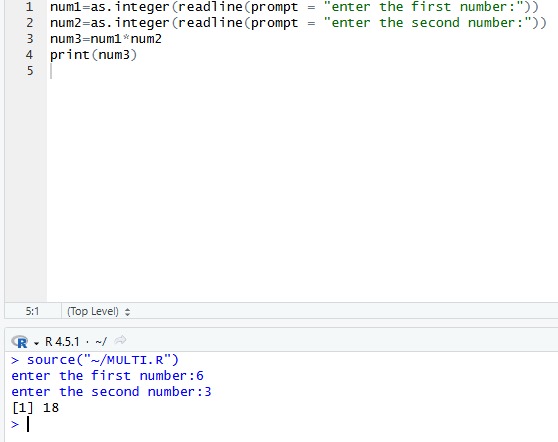 1 num1=as.integer(readline(prompt = "enter the first number:"))
2 num2=as.integer(readline(prompt = "enter the second number:"))
3 num3=num1*num2
4 print(num3)
5
5:1 (Top Level)
R R 4.5.1 · ~/
> source("~/MULTI.R")
enter the first number:6
enter the second number:3
[1] 18
>